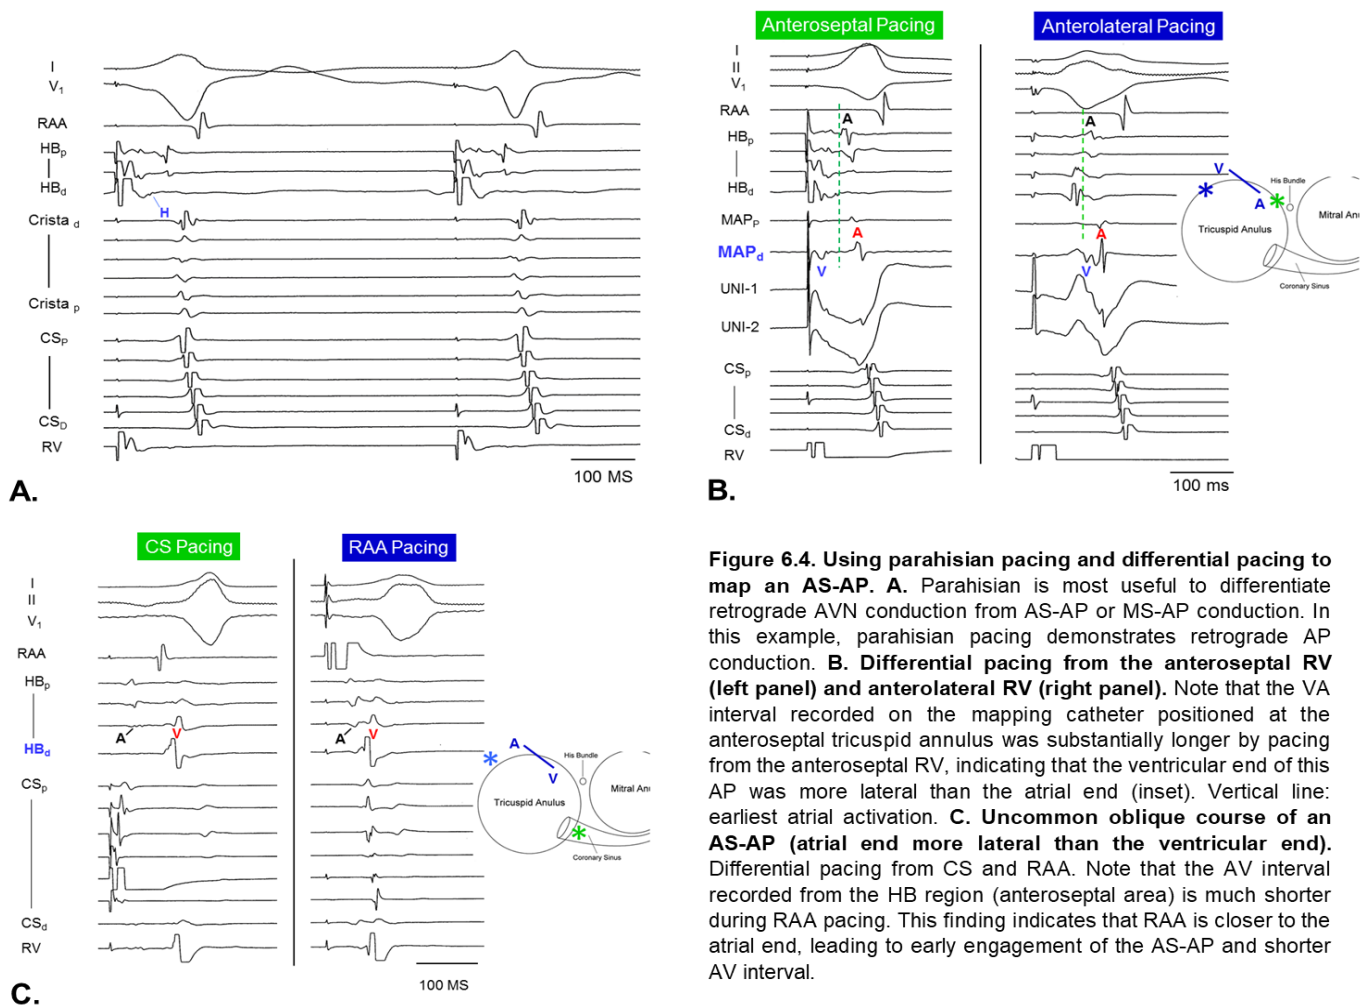 I
V1
RAA
HBp
HBd
H
Crista d
Crista p
CSP
CSD
RV
100 MS
A.
Anteroseptal Pacing
Anterolateral Pacing
I
II
V1
RAA
A
A
HBp
HBd
MAPP
A
A
MAPd
V
V
UNI-1
UNI-2
CSp
CSd
RV
100 ms
V
A
His Bundle
Tricuspid Anulus
Mitral An
Coronary Sinus
B.
CS Pacing
RAA Pacing
I
II
V1
RAA
HBp
A
V
A
V
HBd
CSp
CSd
RV
100 MS
A
V
His Bundle
Tricuspid Anulus
Mitral An
Coronary Sinus
C.
Figure 6.4. Using parahisian pacing and differential pacing to
map an AS-AP. A. Parahisian is most useful to differentiate
retrograde AVN conduction from AS-AP or MS-AP conduction. In
this example, parahisian pacing demonstrates retrograde AP
conduction. B. Differential pacing from the anteroseptal RV
(left panel) and anterolateral RV (right panel). Note that the VA
interval recorded on the mapping catheter positioned at the
anteroseptal tricuspid annulus was substantially longer by pacing
from the anteroseptal RV, indicating that the ventricular end of this
AP was more lateral than the atrial end (inset). Vertical line:
earliest atrial activation. C. Uncommon oblique course of an
AS-AP (atrial end more lateral than the ventricular end).
Differential pacing from CS and RAA. Note that the AV interval
recorded from the HB region (anteroseptal area) is much shorter
during RAA pacing. This finding indicates that RAA is closer to the
atrial end, leading to early engagement of the AS-AP and shorter
AV interval.